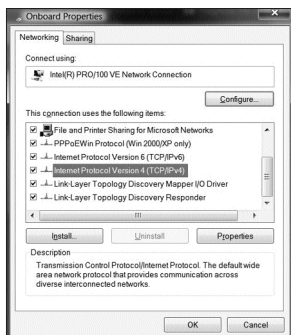 Onboard Properties
Networking Sharing
Connect using:
Intel(R) PRO/100 VE Network Connection
Configure...
This connection uses the following items:
File and Printer Sharing for Microsoft Networks
PPPoEWin Protocol (Win 2000/XP only)
Internet Protocol Version 6 (TCP/IPv6)
Internet Protocol Version 4 (TCP/IPv4)
Link-Layer Topology Discovery Mapper I/O Driver
Link-Layer Topology Discovery Responder
Install... Uninstall Properties
Description
Transmission Control Protocol/Internet Protocol. The default wide
area network protocol that provides communication across
diverse interconnected networks.
OK Cancel